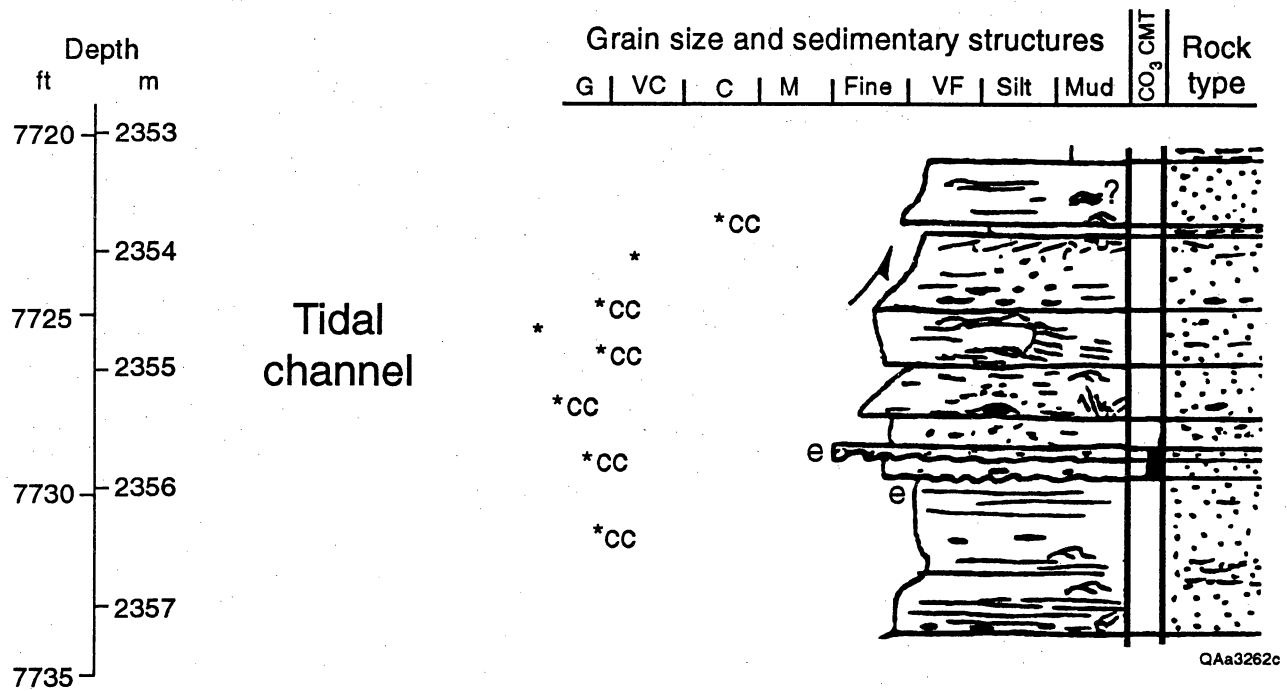 Depth
ft m
Grain size and sedimentary structures
G VC C M Fine VF Silt Mud
CO3 CMT
Rock
type
7720 2353
?
*cc
2354
*
*cc
7725
Tidal
channel
*
*cc
2355
*cc
e
*cc
7730 2356
e
*cc
2357
7735
QAa3262c